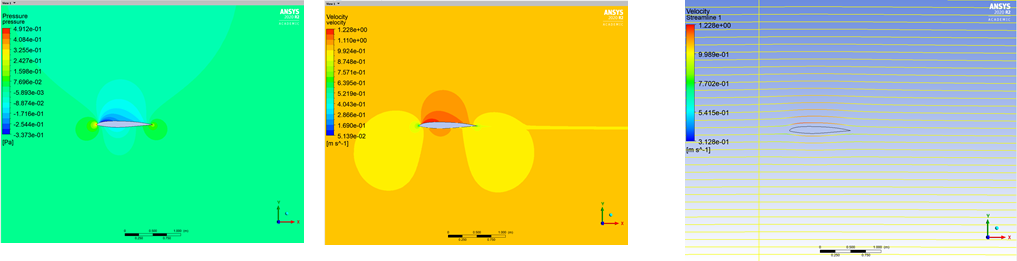 View 1
ANSYS
2020 R2
ACADEMIC
Pressure
pressure
4.912e-01
4.084e-01
3.255e-01
2.427e-01
1.598e-01
7.696e-02
-5.893e-03
-8.874e-02
-1.716e-01
-2.544e-01
-3.373e-01
[Pa]
Y
X
0 0.500 1.000 (m)
0.250 0.750
View 1
ANSYS
2020 R2
ACADEMIC
Velocity
velocity
1.228e+00
1.110e+00
9.924e-01
8.748e-01
7.571e-01
6.395e-01
5.219e-01
4.043e-01
2.866e-01
1.690e-01
5.139e-02
[m s^-1]
Y
X
0 0.500 1.000 (m)
0.250 0.750
ANSYS
2020 R2
ACADEMIC
Velocity
Streamline 1
1.228e+00
9.989e-01
7.702e-01
5.415e-01
3.128e-01
[m s^-1]
Y
X
0 0.500 1.000 (m)
0.250 0.750